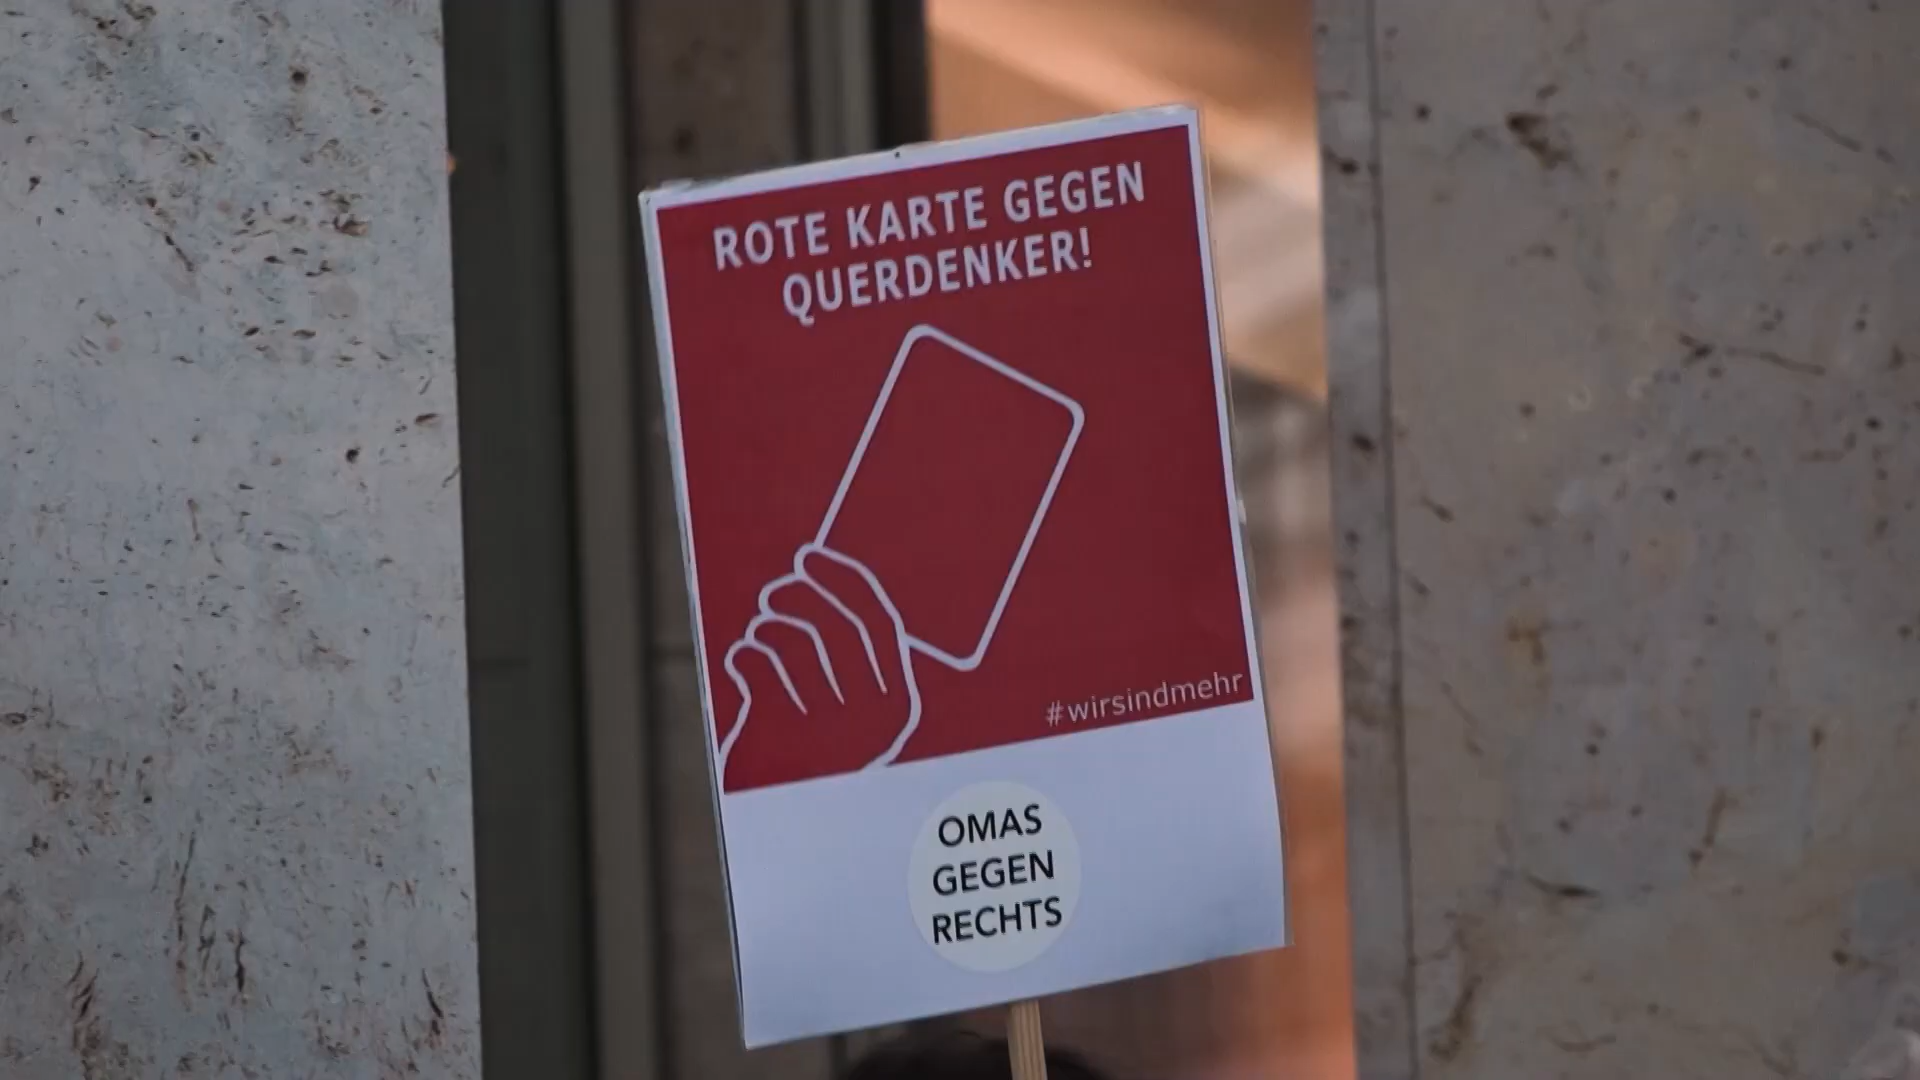 ROTE KARTE GEGEN
QUERDENKER!
#wirsindmehr
OMAS
GEGEN
RECHTS